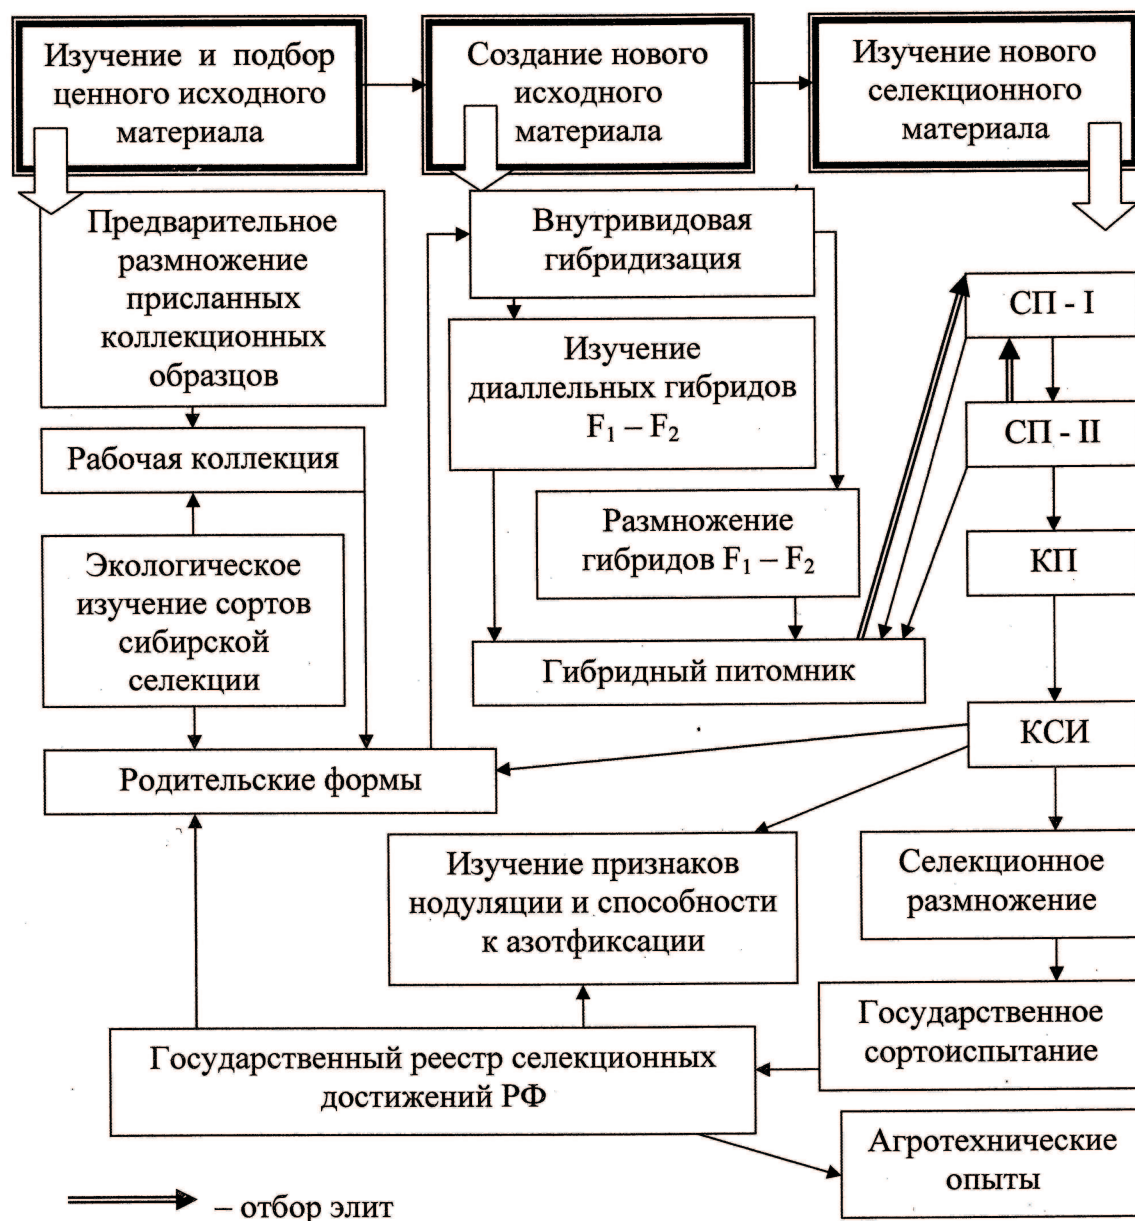 Изучение и подбор
ценного исходного
материала
Создание нового
исходного
материала
Изучение нового
селекционного
материала
Предварительное
размножение
присланных
коллекционных
образцов
Рабочая коллекция
Экологическое
изучение сортов
сибирской
селекции
Родительские формы
Внутривидовая
гибридизация
Изучение
диаллельных гибридов
F₁ – F₂
Размножение
гибридов F₁ – F₂
Гибридный питомник
СП - I
СП - II
КП
КСИ
Изучение признаков
нодуляции и способности
к азотфиксации
Селекционное
размножение
Государственное
сортоиспытание
Государственный реестр селекционных
достижений РФ
Агротехнические
опыты
– отбор элит